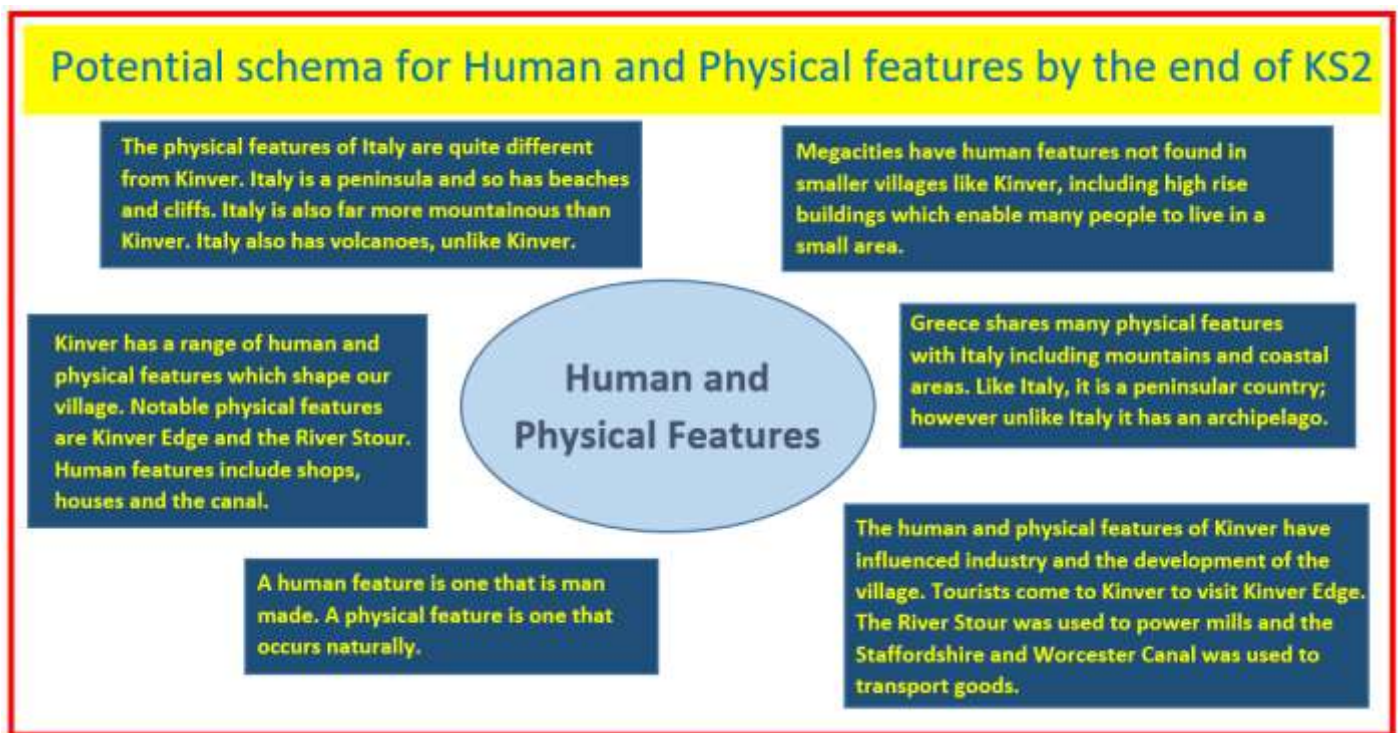 Potential schema for Human and Physical features by the end of KS2
The physical features of Italy are quite different
from Kinver. Italy is a peninsula and so has beaches
and cliffs. Italy is also far more mountainous than
Kinver. Italy also has volcanoes, unlike Kinver.
Megacities have human features not found in
smaller villages like Kinver, including high rise
buildings which enable many people to live in a
small area.
Kinver has a range of human and
physical features which shape our
village. Notable physical features
are Kinver Edge and the River Stour.
Human features include shops,
houses and the canal.
Human and
Physical Features
Greece shares many physical features
with Italy including mountains and coastal
areas. Like Italy, it is a peninsular country;
however unlike Italy it has an archipelago.
A human feature is one that is man
made. A physical feature is one that
occurs naturally.
The human and physical features of Kinver have
influenced industry and the development of the
village. Tourists come to Kinver to visit Kinver Edge.
The River Stour was used to power mills and the
Staffordshire and Worcester Canal was used to
transport goods.